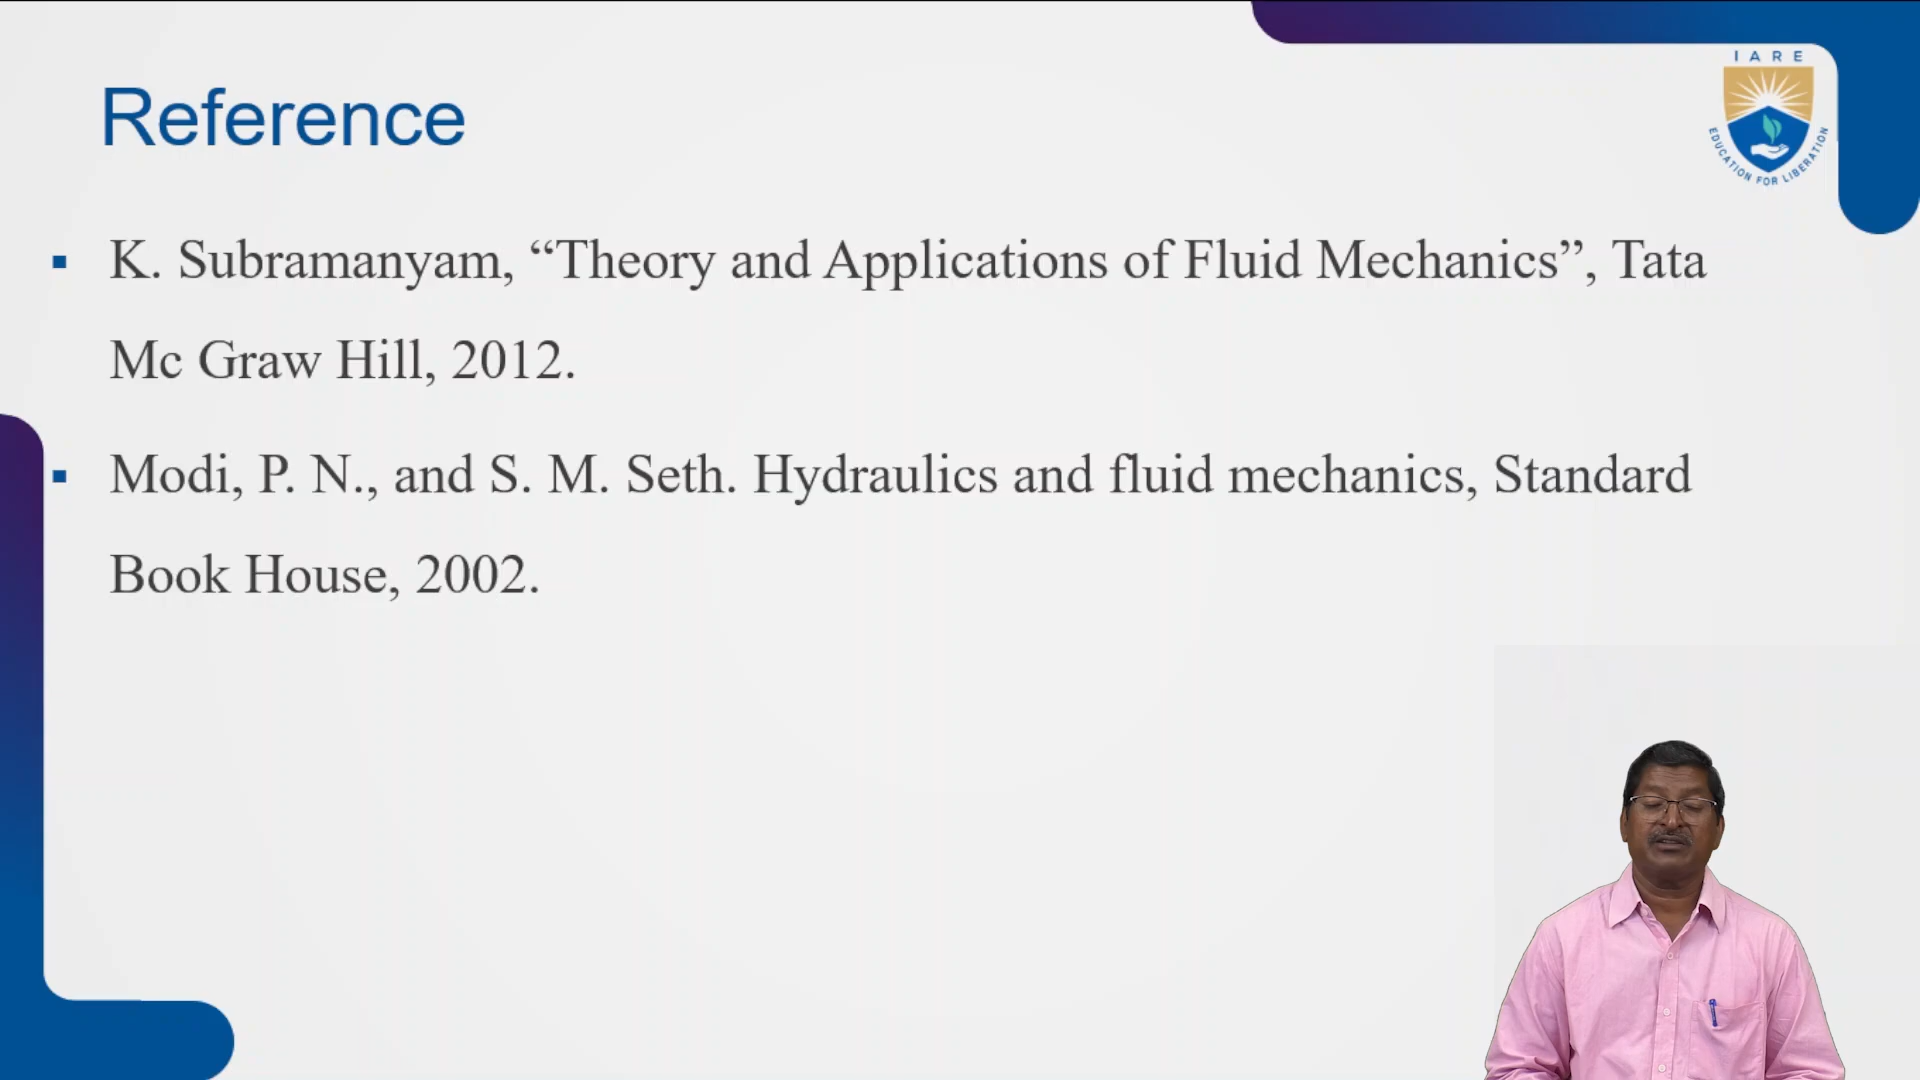 IARE
EDUCATION FOR LIBERATION
Reference
▪ K. Subramanyam, “Theory and Applications of Fluid Mechanics”, Tata
Mc Graw Hill, 2012.
▪ Modi, P. N., and S. M. Seth. Hydraulics and fluid mechanics, Standard
Book House, 2002.